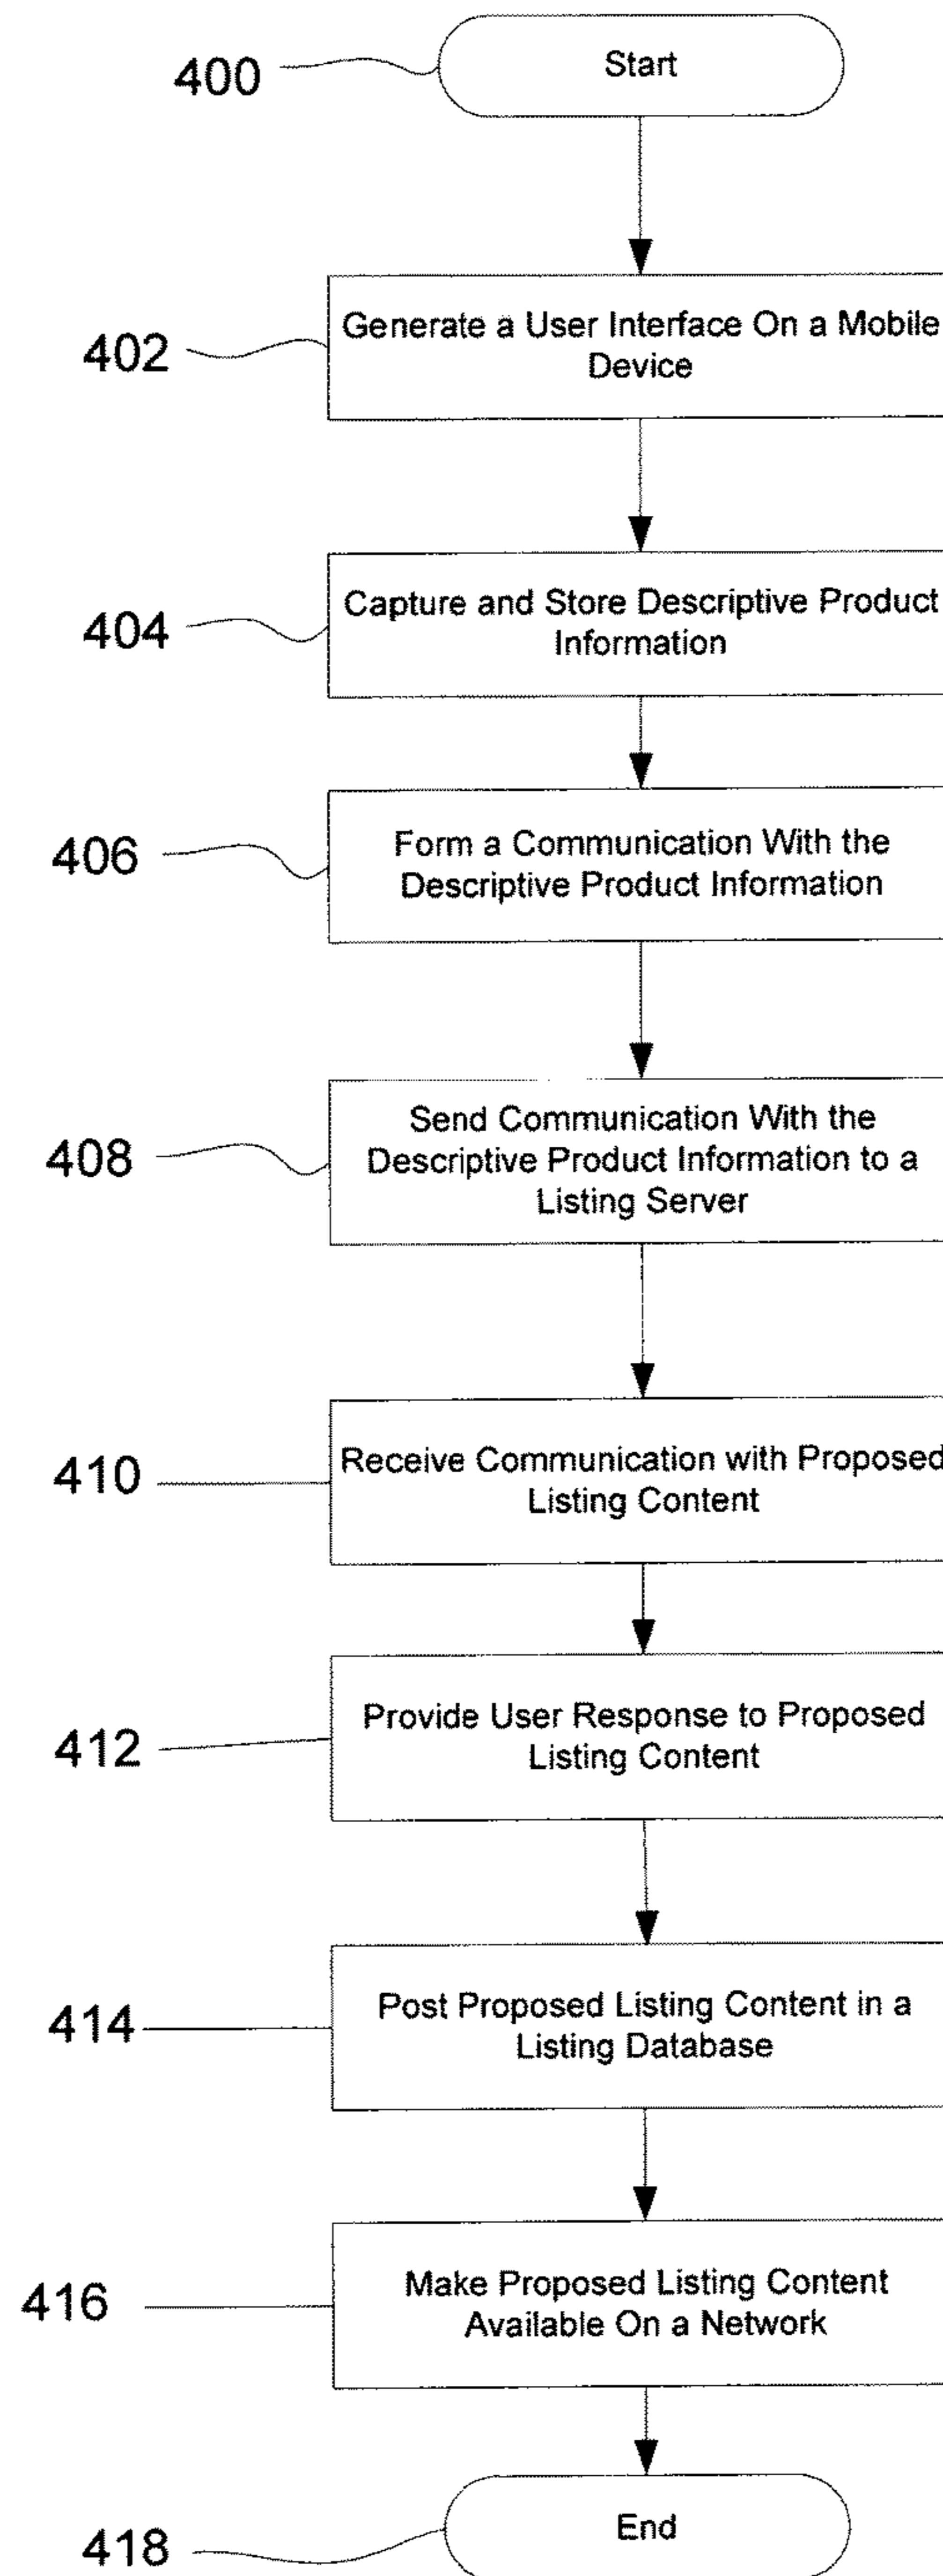 400
Start
402
Generate a User Interface On a Mobile
Device
404
Capture and Store Descriptive Product
Information
406
Form a Communication With the
Descriptive Product Information
408
Send Communication With the
Descriptive Product Information to a
Listing Server
410
Receive Communication with Proposed
Listing Content
412
Provide User Response to Proposed
Listing Content
414
Post Proposed Listing Content in a
Listing Database
416
Make Proposed Listing Content
Available On a Network
418
End